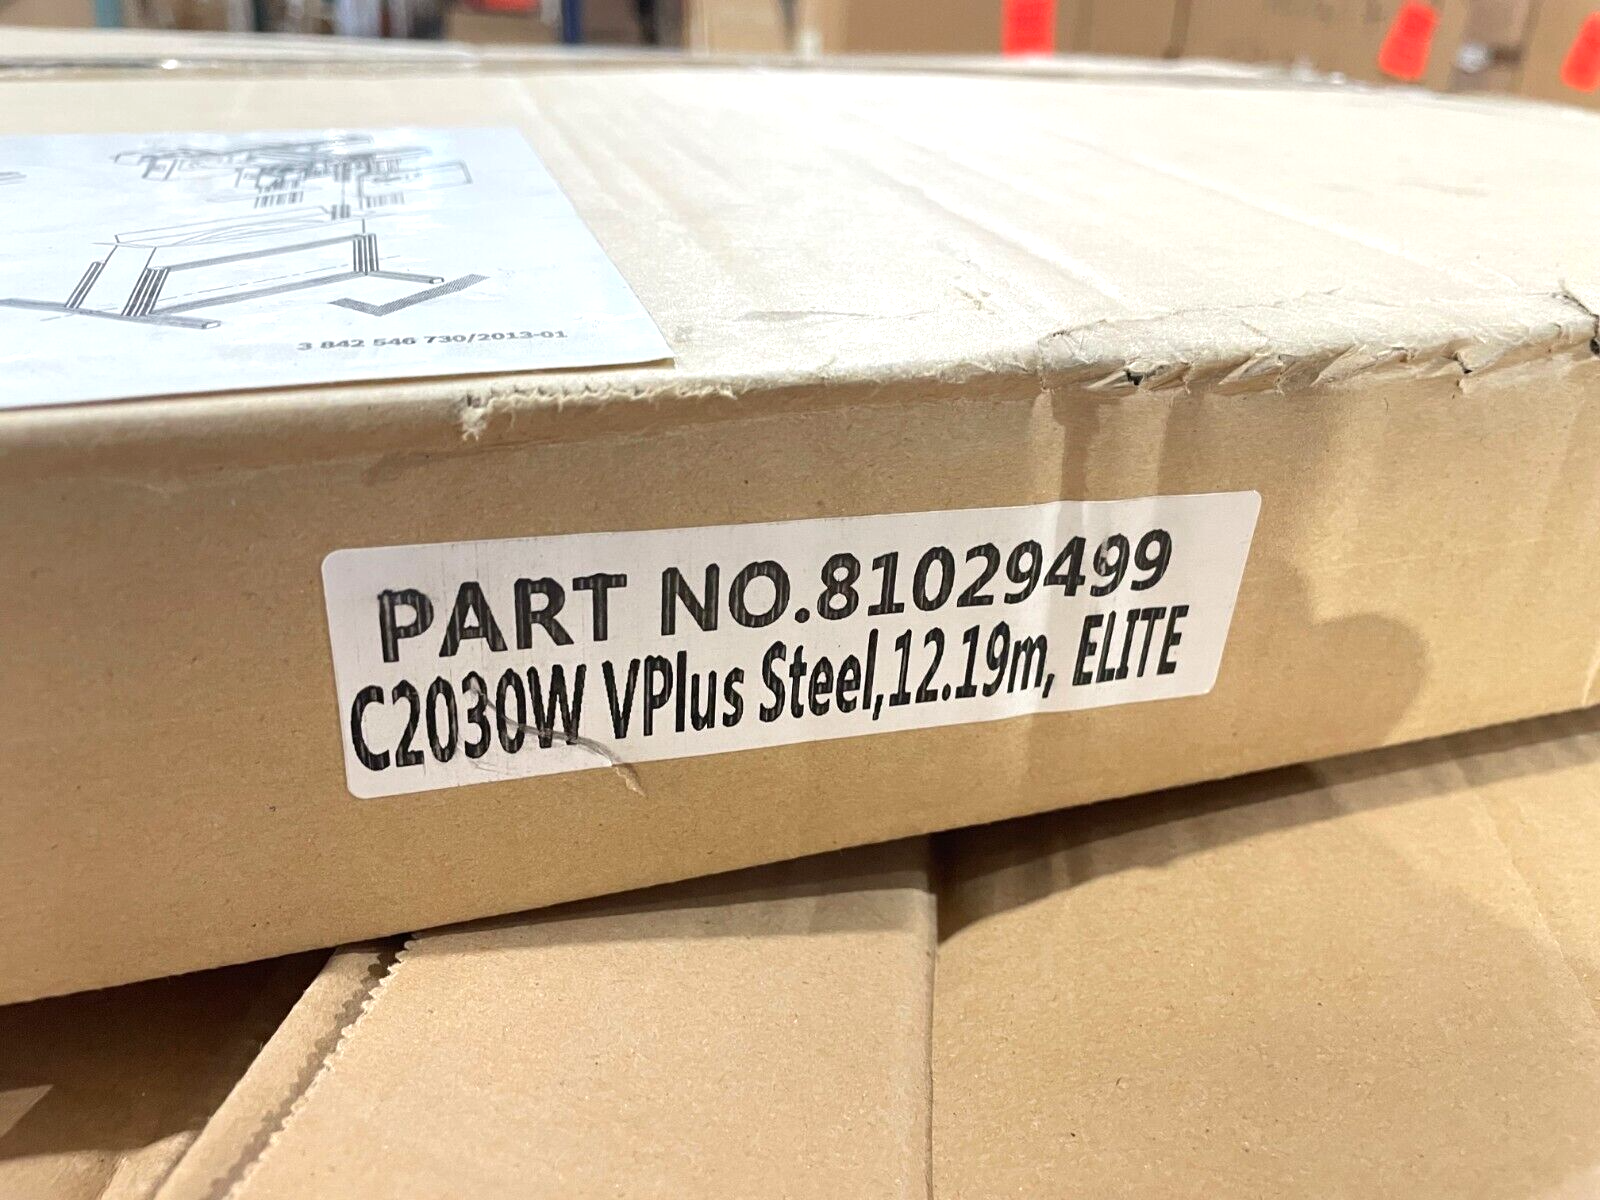 3 842 546 730/2013-01
PART NO.81029499
C2030W VPlus Steel,12.19m, ELITE